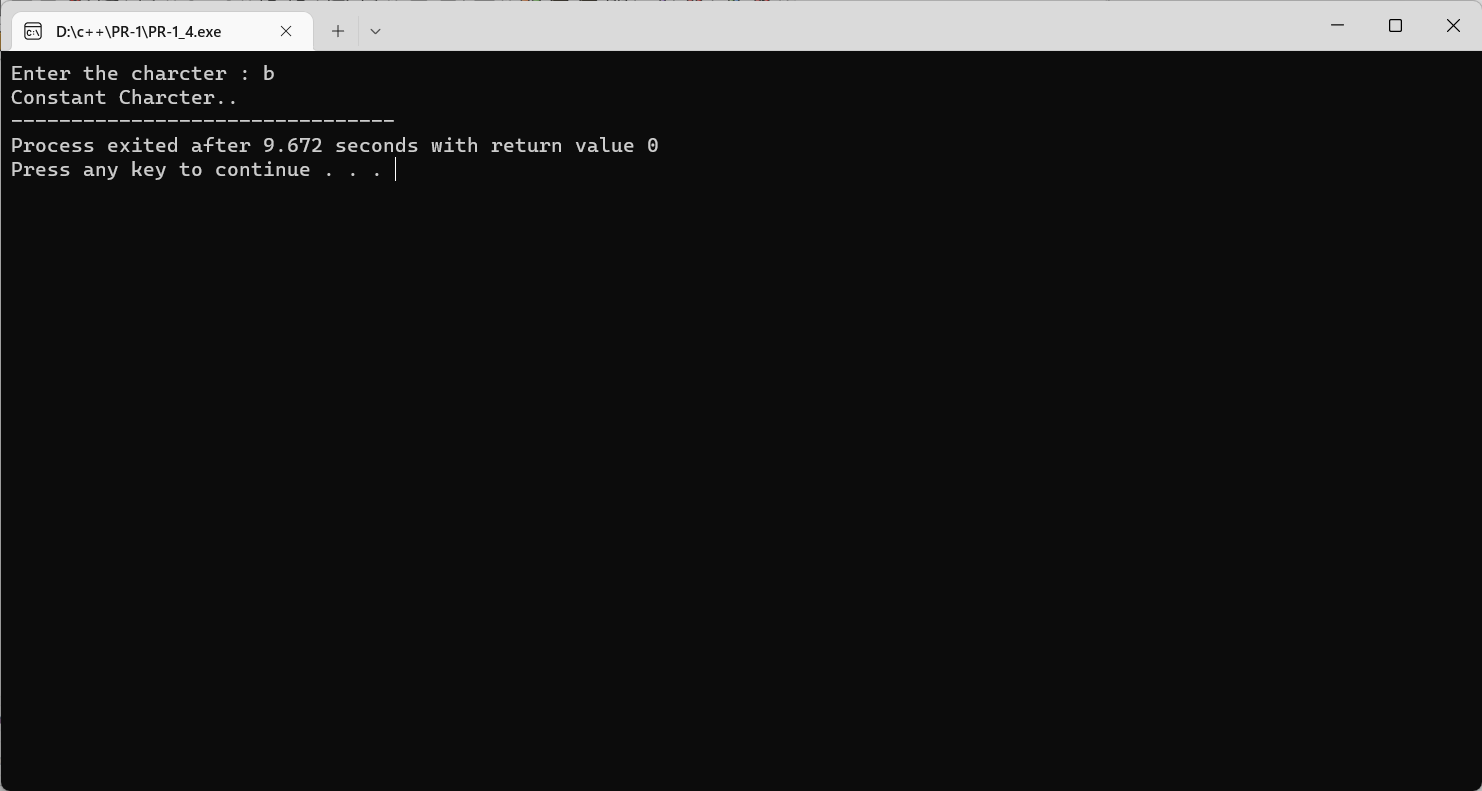 D:\c++\PR-1\PR-1_4.exe
Enter the charcter : b
Constant Charcter..
--------------------------------
Process exited after 9.672 seconds with return value 0
Press any key to continue . . .